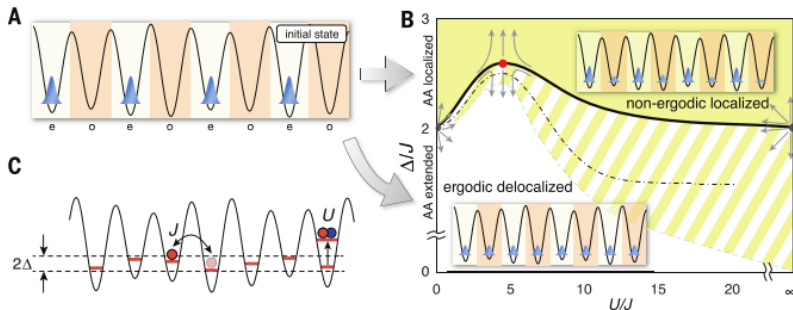 A
initial state
e o e o e o e o
C
J
U
2Δ
B
3
2
0
Δ/J
AA localized
AA extended
non-ergodic localized
ergodic delocalized
0 5 10 15 20 ∞
U/J